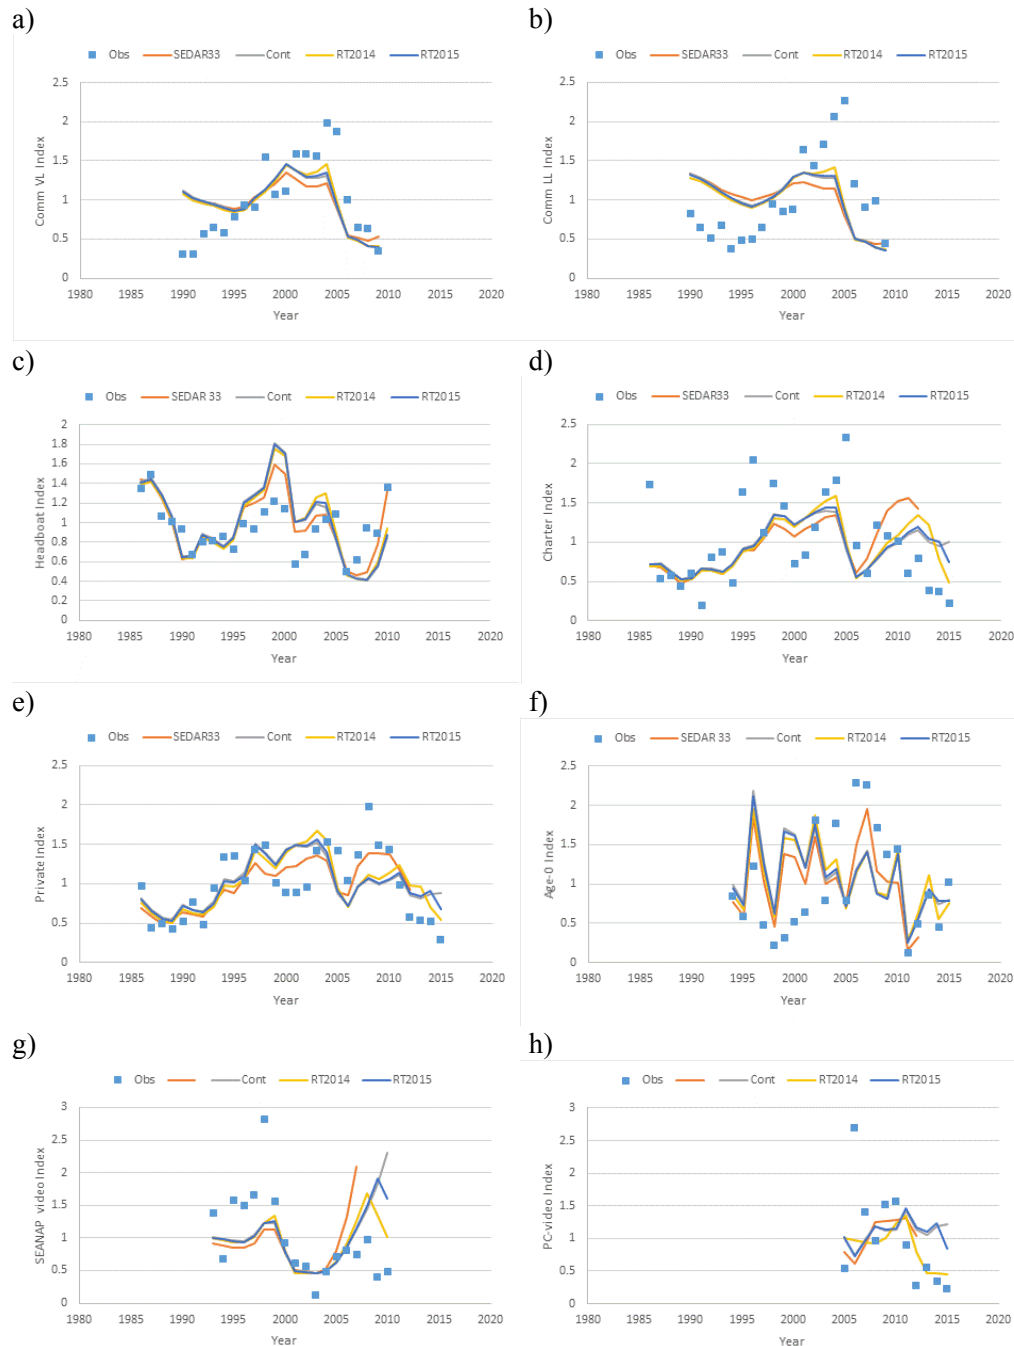 a)
Obs SEDAR33 Cont RT2014 RT2015
2.5
2
1.5
1
0.5
0
Comm VL Index
1980 1985 1990 1995 2000 2005 2010 2015 2020
Year
b)
Obs SEDAR33 Cont RT2014 RT2015
2.5
2
1.5
1
0.5
0
Comm LL Index
1980 1985 1990 1995 2000 2005 2010 2015 2020
Year
c)
Obs SEDAR 33 Cont RT2014 RT2015
2
1.8
1.6
1.4
1.2
1
0.8
0.6
0.4
0.2
0
Headboat Index
1980 1985 1990 1995 2000 2005 2010 2015 2020
Year
d)
Obs SEDAR33 Cont RT2014 RT2015
2.5
2
1.5
1
0.5
0
Charter Index
1980 1985 1990 1995 2000 2005 2010 2015 2020
Year
e)
Obs SEDAR33 Cont RT2014 RT2015
2.5
2
1.5
1
0.5
0
Private Index
1980 1985 1990 1995 2000 2005 2010 2015 2020
Year
f)
Obs SEDAR 33 Cont RT2014 RT2015
2.5
2
1.5
1
0.5
0
Age-0 Index
1980 1985 1990 1995 2000 2005 2010 2015 2020
Year
g)
Obs Cont RT2014 RT2015
3
2.5
2
1.5
1
0.5
0
SEANAP video Index
1980 1985 1990 1995 2000 2005 2010 2015 2020
Year
h)
Obs Cont RT2014 RT2015
3
2.5
2
1.5
1
0.5
0
PC-video Index
1980 1985 1990 1995 2000 2005 2010 2015 2020
Year